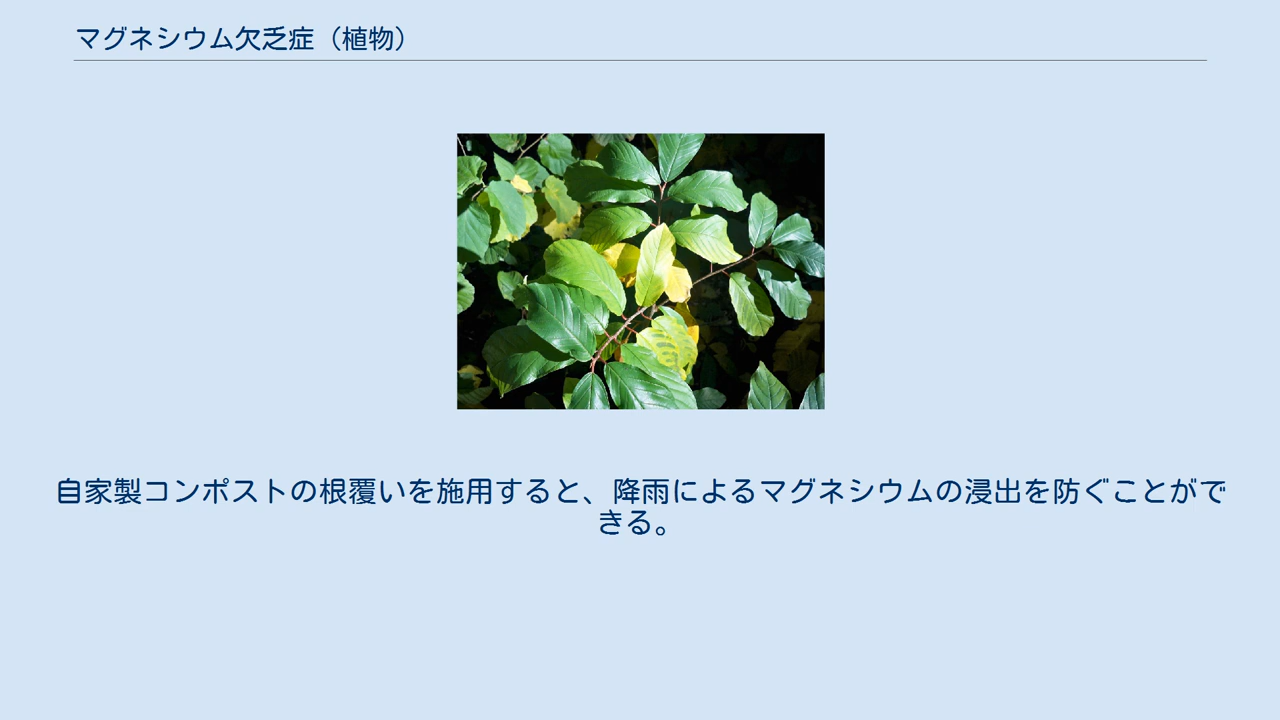 マグネシウム欠乏症（植物）
自家製コンポストの根覆いを施用すると、降雨によるマグネシウムの浸出を防ぐことがで
きる。